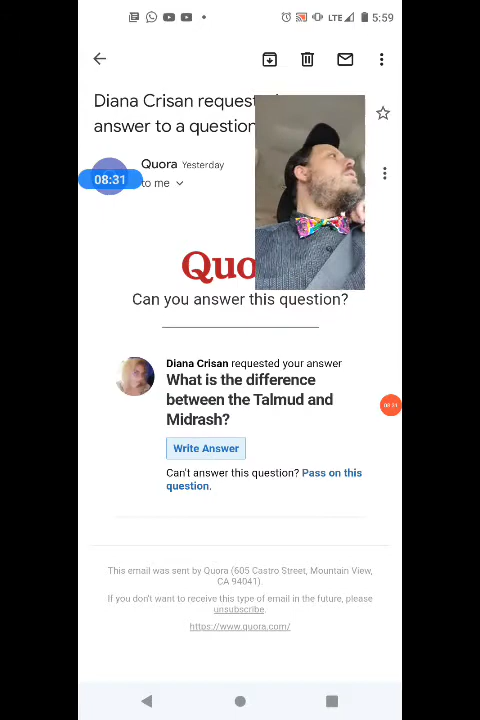 LTE 5:59
Diana Crisan request
answer to a question
Quora Yesterday
08:31
to me
Quo
Can you answer this question?
Diana Crisan requested your answer
What is the difference
between the Talmud and
Midrash?
Write Answer
Can't answer this question? Pass on this
question.
This email was sent by Quora (605 Castro Street, Mountain View,
CA 94041).
If you don't want to receive this type of email in the future, please
unsubscribe.
https://www.quora.com/